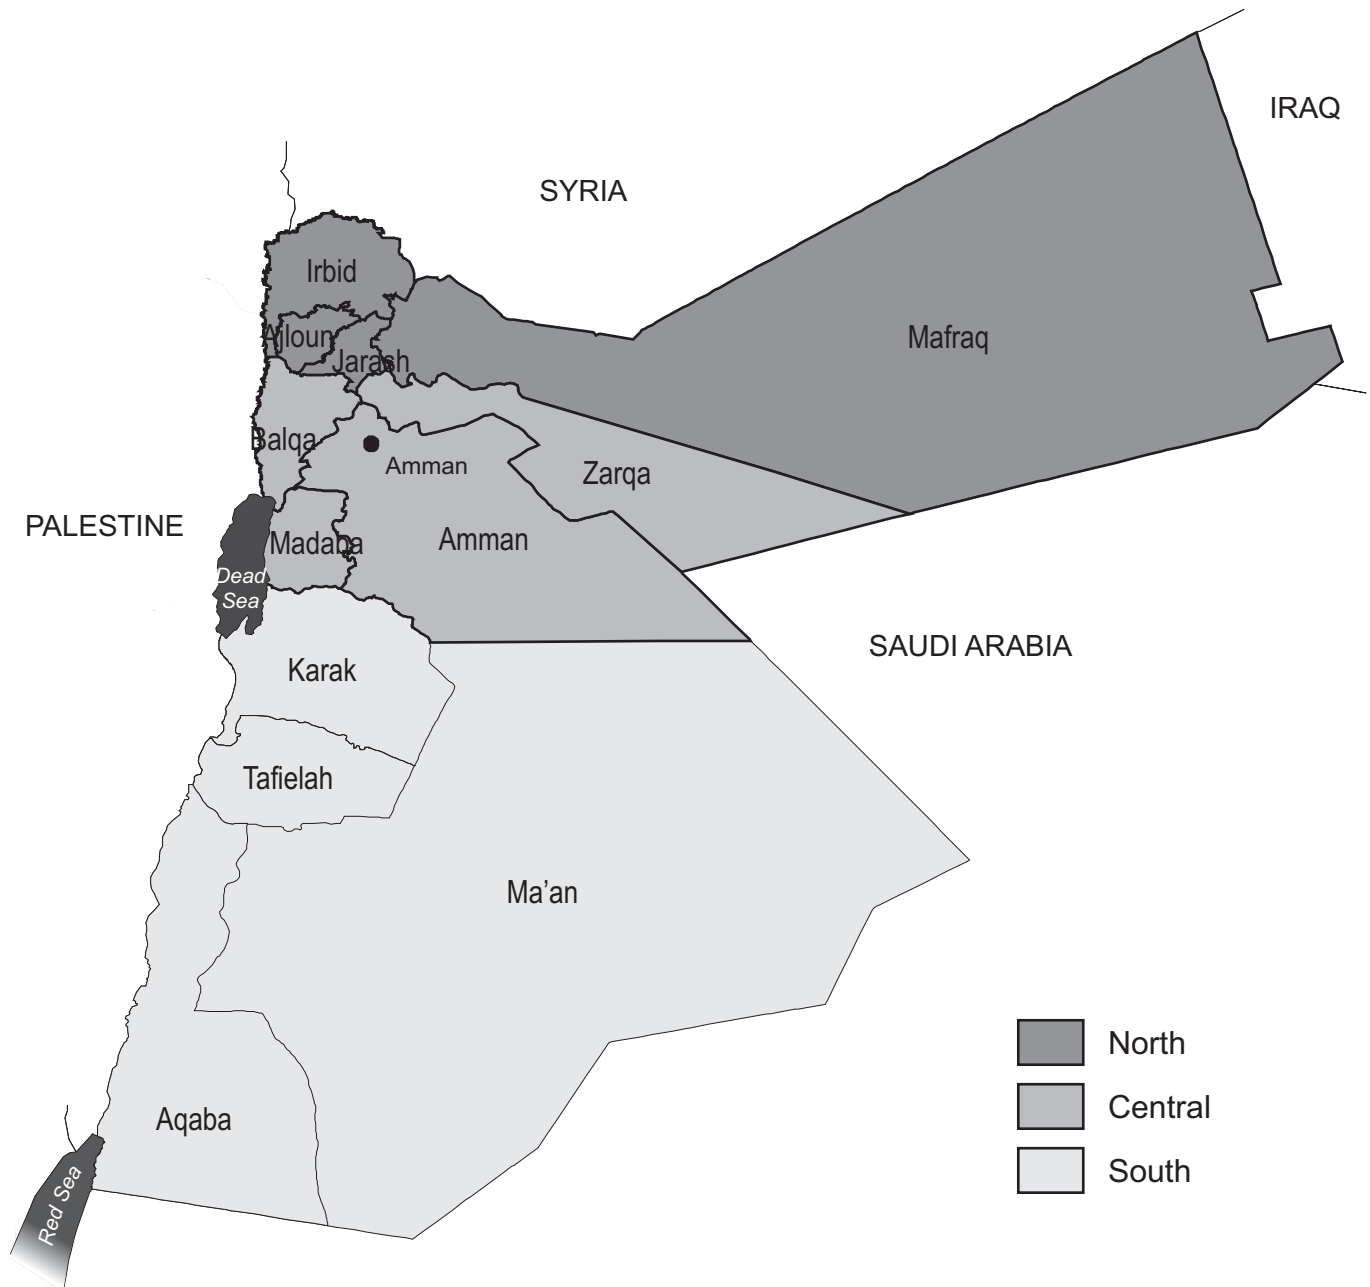 IRAQ
SYRIA
Irbid
Ajloun
Mafraq
Jarash
Balqa
Amman
Zarqa
PALESTINE
Madaba
Amman
Dead
Sea
SAUDI ARABIA
Karak
Tafielah
Ma’an
North
Central
Aqaba
South
Red Sea